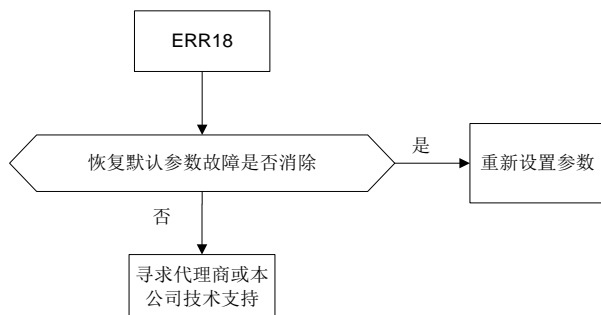 ERR18
恢复默认参数故障是否消除
是
重新设置参数
否
寻求代理商或本
公司技术支持